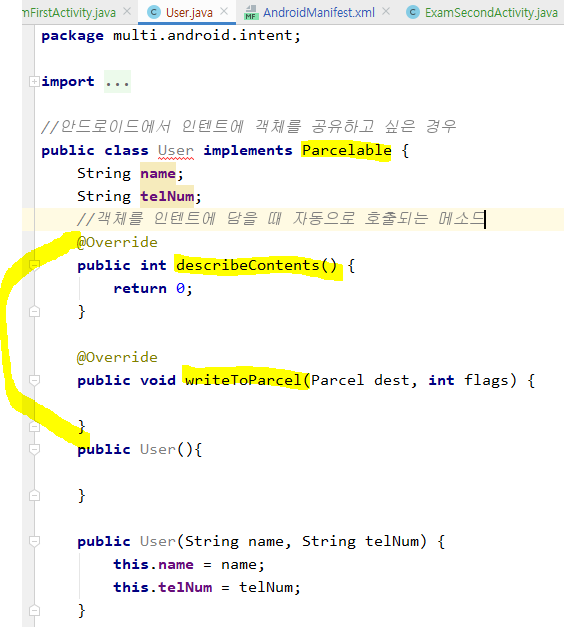 mFirstActivity.java × User.java × AndroidManifest.xml × ExamSecondActivity.java
package multi.android.intent;
import ...
//안드로이드에서 인텐트에 객체를 공유하고 싶은 경우
public class User implements Parcelable {
String name;
String telNum;
//객체를 인텐트에 담을 때 자동으로 호출되는 메소드
@Override
public int describeContents() {
return 0;
}
@Override
public void writeToParcel(Parcel dest, int flags) {
}
public User(){
}
public User(String name, String telNum) {
this.name = name;
this.telNum = telNum;
}